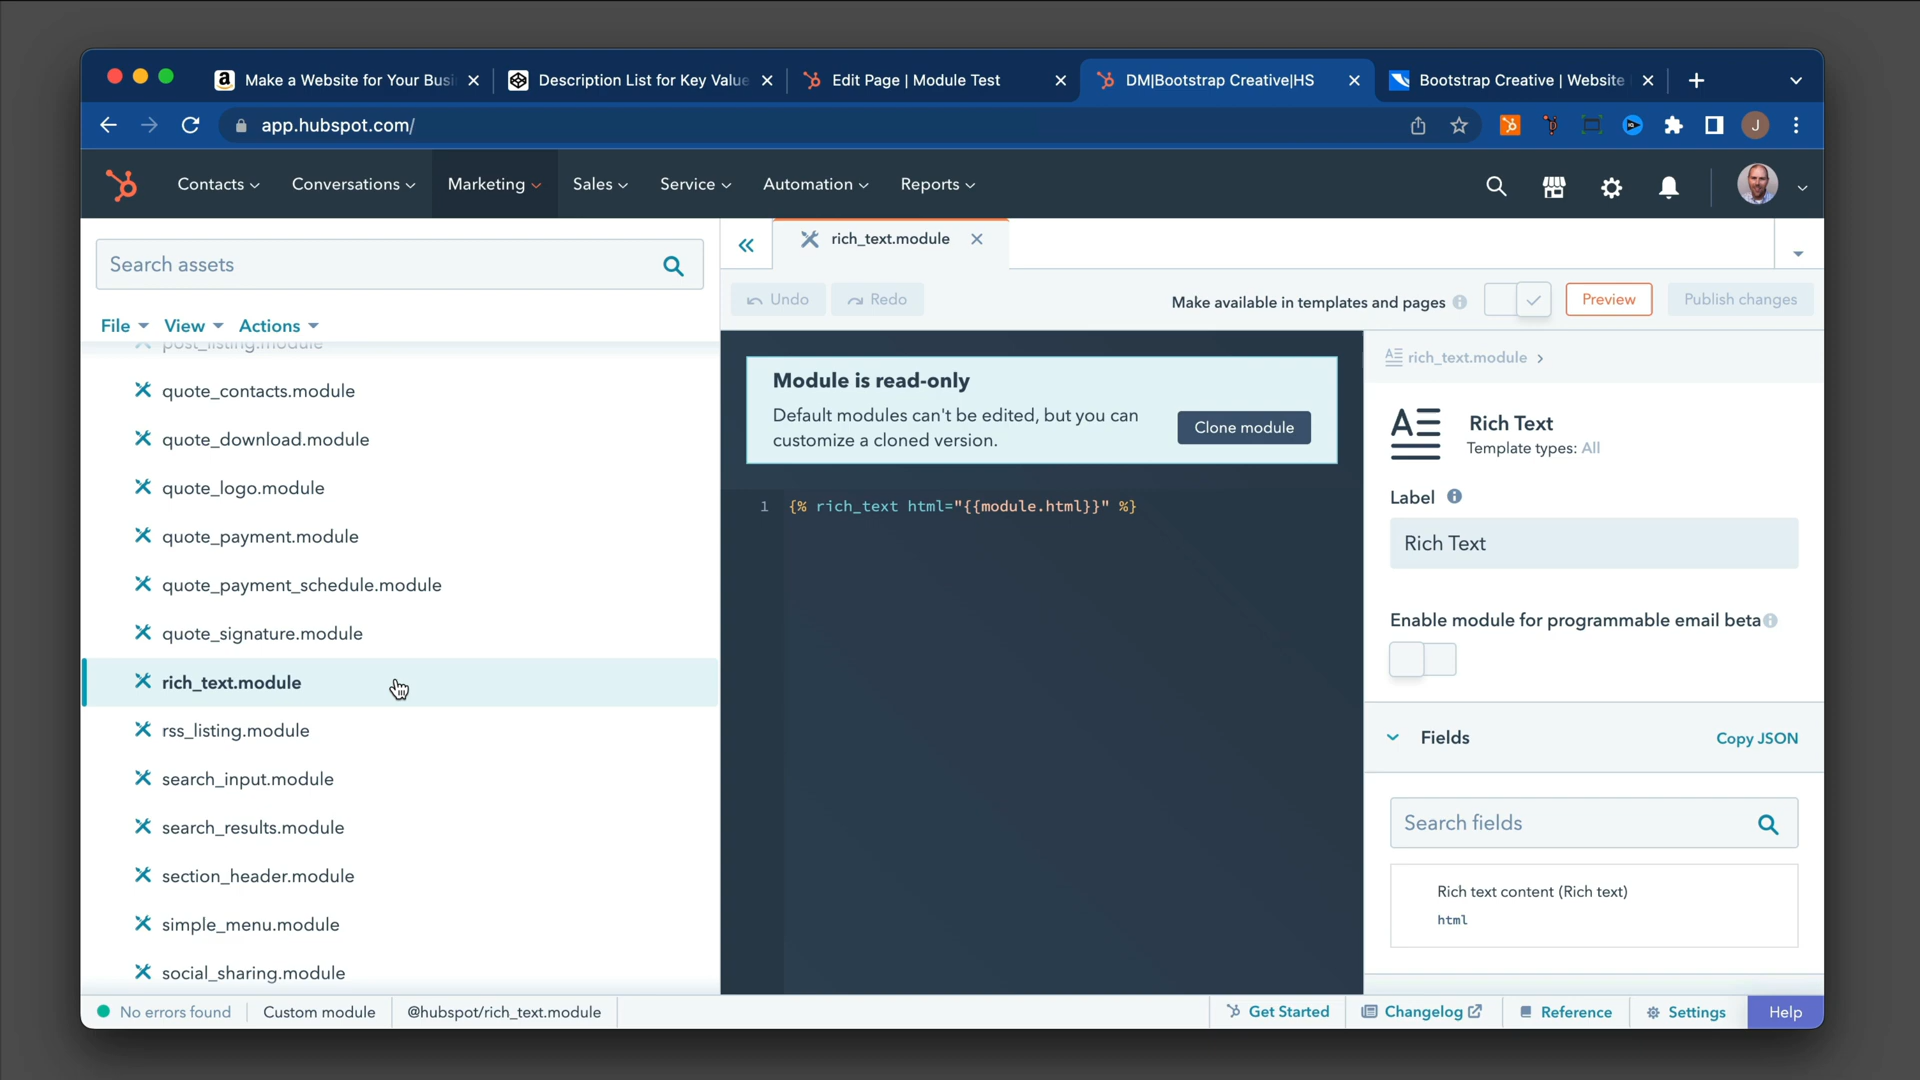 Make a Website for Your Busi
Description List for Key Value
Edit Page | Module Test
DM|Bootstrap Creative|HS
Bootstrap Creative | Website
app.hubspot.com/
J
Contacts
Conversations
Marketing
Sales
Service
Automation
Reports
Search assets
File
View
Actions
post_listing.module
quote_contacts.module
quote_download.module
quote_logo.module
quote_payment.module
quote_payment_schedule.module
quote_signature.module
rich_text.module
rss_listing.module
search_input.module
search_results.module
section_header.module
simple_menu.module
social_sharing.module
rich_text.module
Undo
Redo
Make available in templates and pages
Preview
Publish changes
Module is read-only
Default modules can't be edited, but you can
customize a cloned version.
Clone module
1 {% rich_text html="{{module.html}}" %}
rich_text.module
Rich Text
Template types: All
Label
Rich Text
Enable module for programmable email beta
Fields
Copy JSON
Search fields
Rich text content (Rich text)
html
No errors found
Custom module
@hubspot/rich_text.module
Get Started
Changelog
Reference
Settings
Help